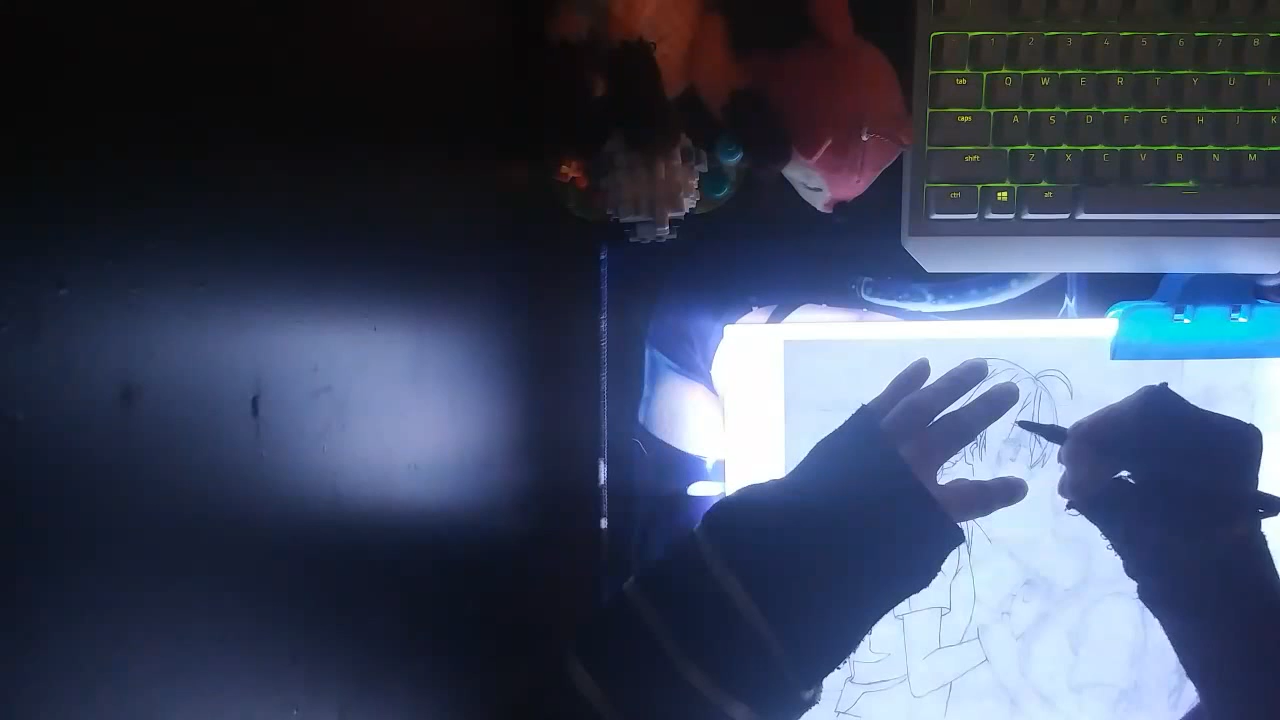 1 2 3 4 5 6 7 8
tab Q W E R T Y U I
caps A S D F G H J K
shift Z X C V B N M
ctrl alt